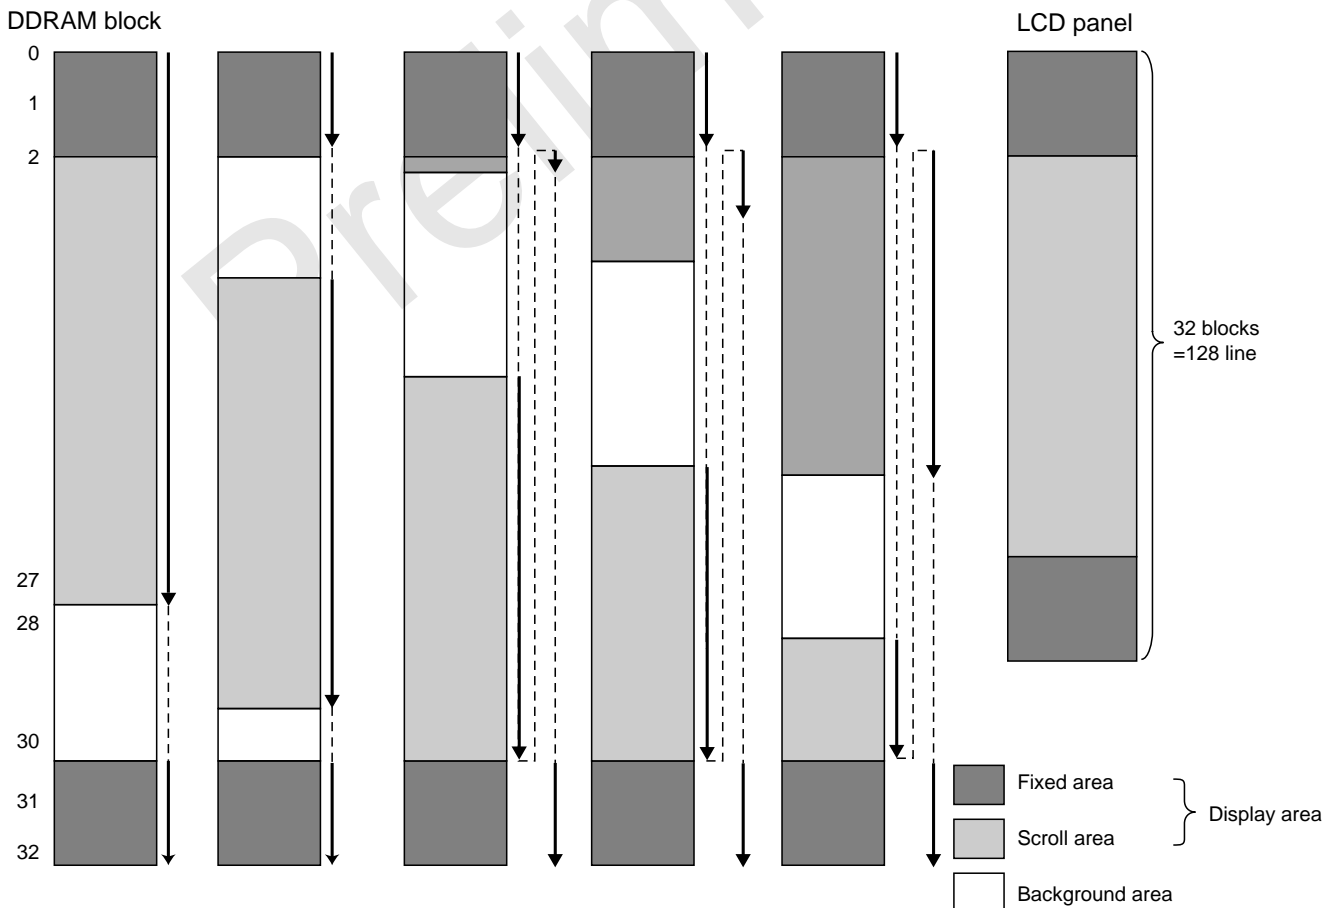 DDRAM block
LCD panel
0
1
2
27
28
30
31
32
32 blocks
=128 line
Fixed area
Scroll area
Display area
Background area